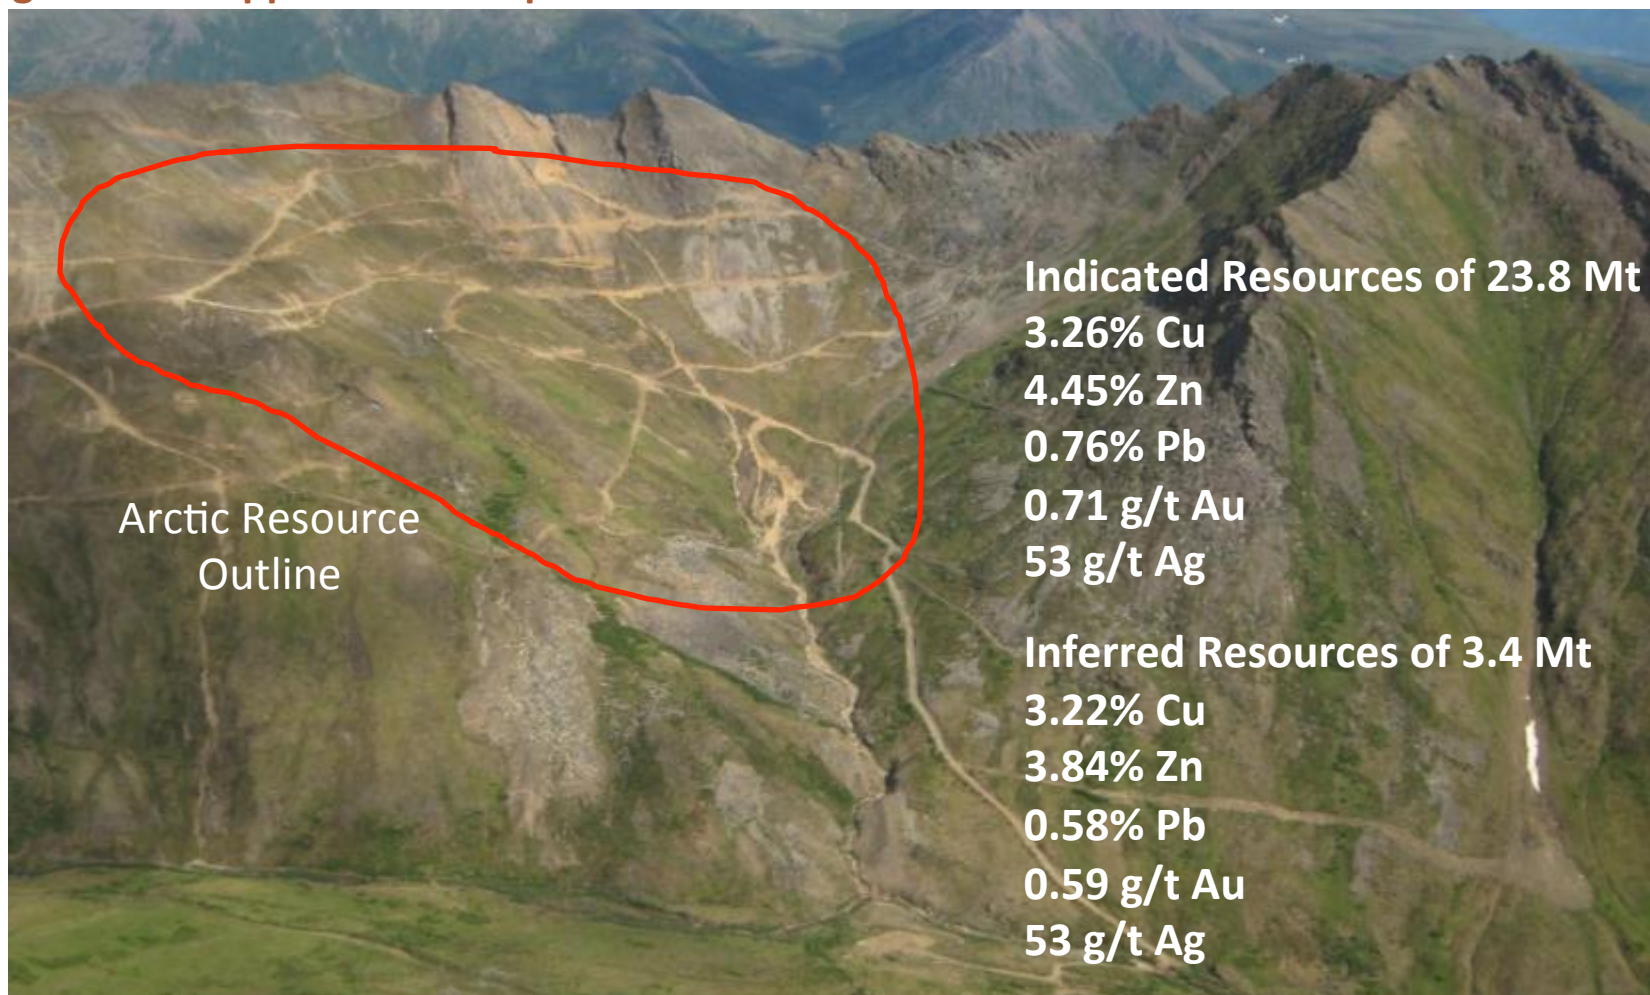 Arctic Resource
Outline
Indicated Resources of 23.8 Mt
3.26% Cu
4.45% Zn
0.76% Pb
0.71 g/t Au
53 g/t Ag
Inferred Resources of 3.4 Mt
3.22% Cu
3.84% Zn
0.58% Pb
0.59 g/t Au
53 g/t Ag